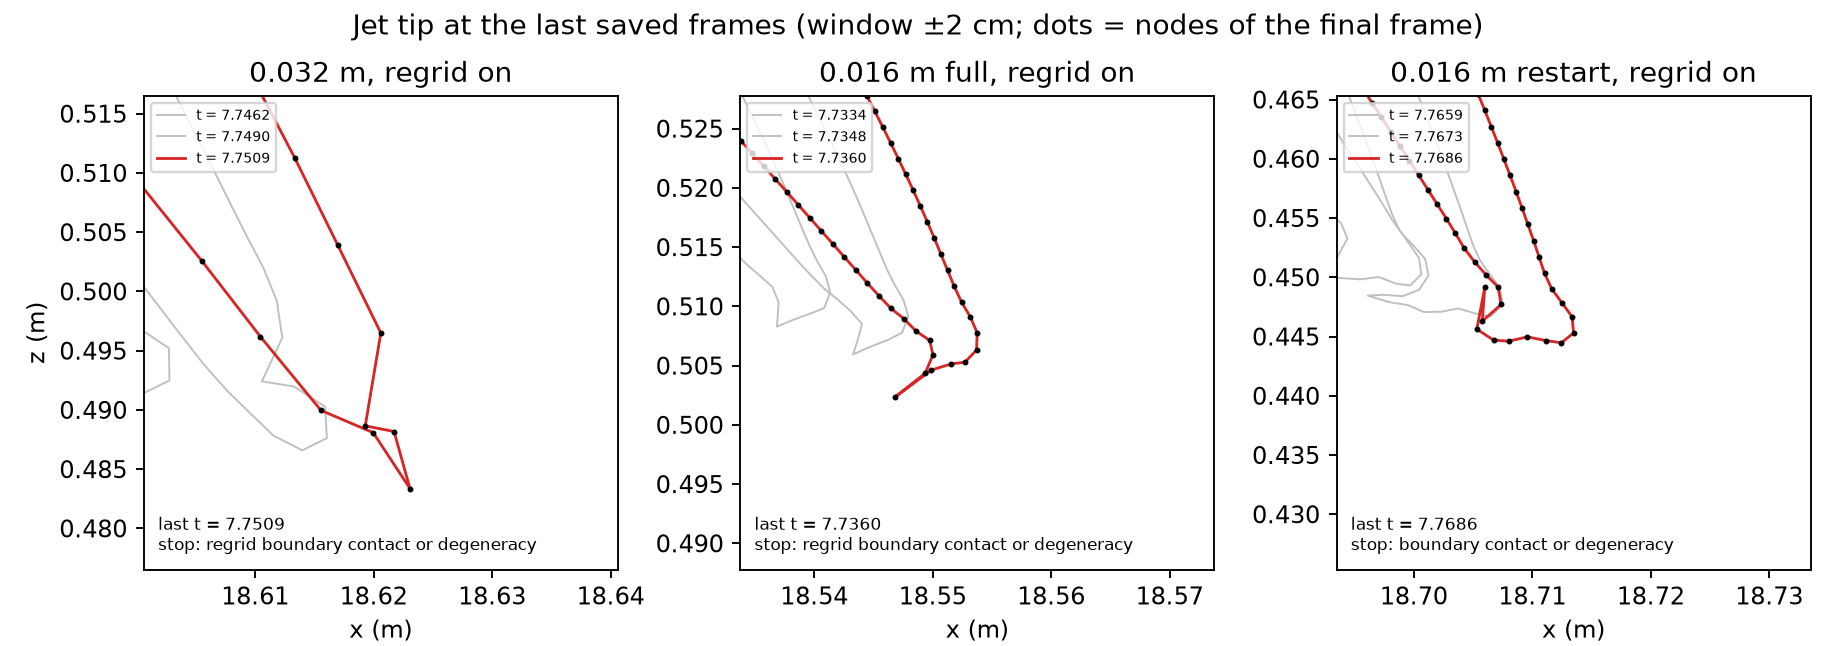 Jet tip at the last saved frames (window ±2 cm; dots = nodes of the final frame)
0.032 m, regrid on
z (m)
0.515
0.510
0.505
0.500
0.495
0.490
0.485
0.480
t = 7.7462
t = 7.7490
t = 7.7509
last t = 7.7509
stop: regrid boundary contact or degeneracy
18.61
18.62
18.63
18.64
x (m)
0.016 m full, regrid on
0.525
0.520
0.515
0.510
0.505
0.500
0.495
0.490
t = 7.7334
t = 7.7348
t = 7.7360
last t = 7.7360
stop: regrid boundary contact or degeneracy
18.54
18.55
18.56
18.57
x (m)
0.016 m restart, regrid on
0.465
0.460
0.455
0.450
0.445
0.440
0.435
0.430
t = 7.7659
t = 7.7673
t = 7.7686
last t = 7.7686
stop: boundary contact or degeneracy
18.70
18.71
18.72
18.73
x (m)